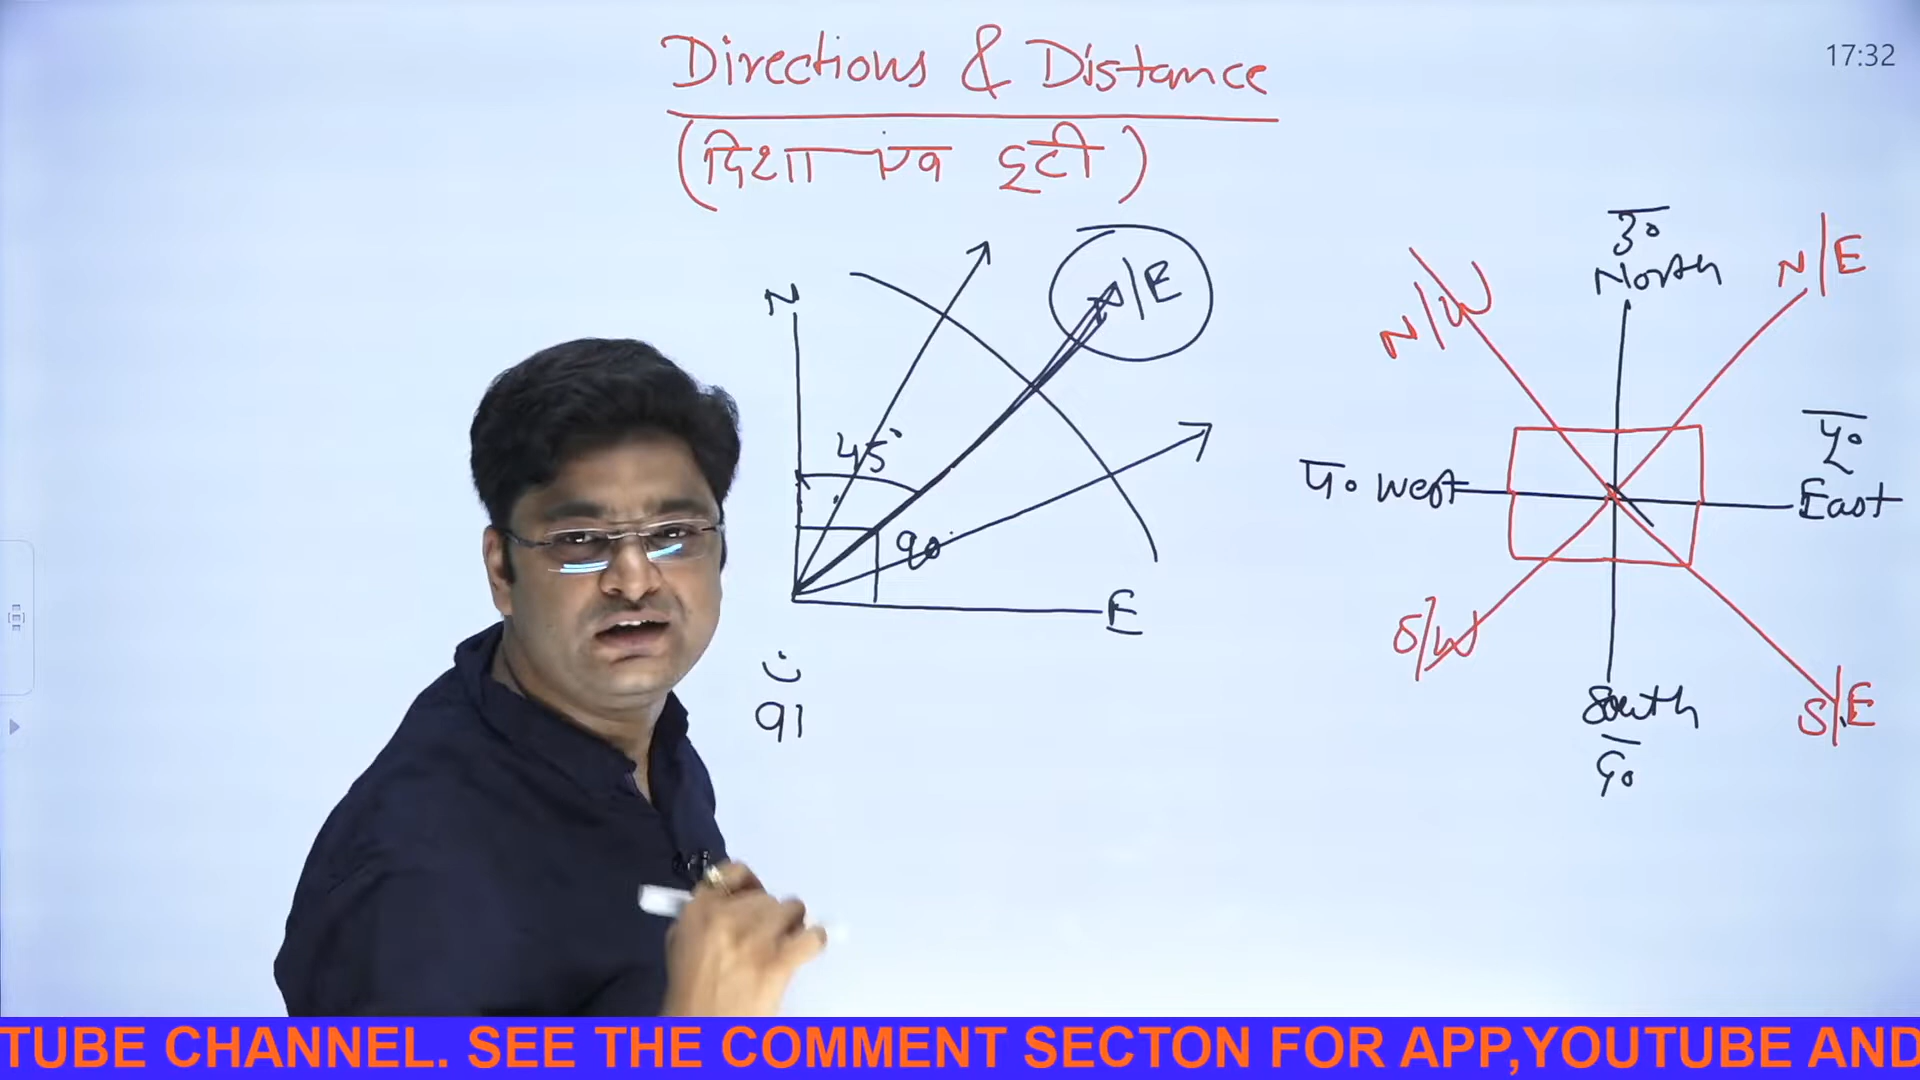 Directions & Distance
(दिशा एवं दूरी)
17:32
N
N/E
45°
90°
E
91
उ०
North
N/W
N/E
पू०
East
प० West
S/W
S/E
South
द०
TUBE CHANNEL. SEE THE COMMENT SECTON FOR APP,YOUTUBE AND